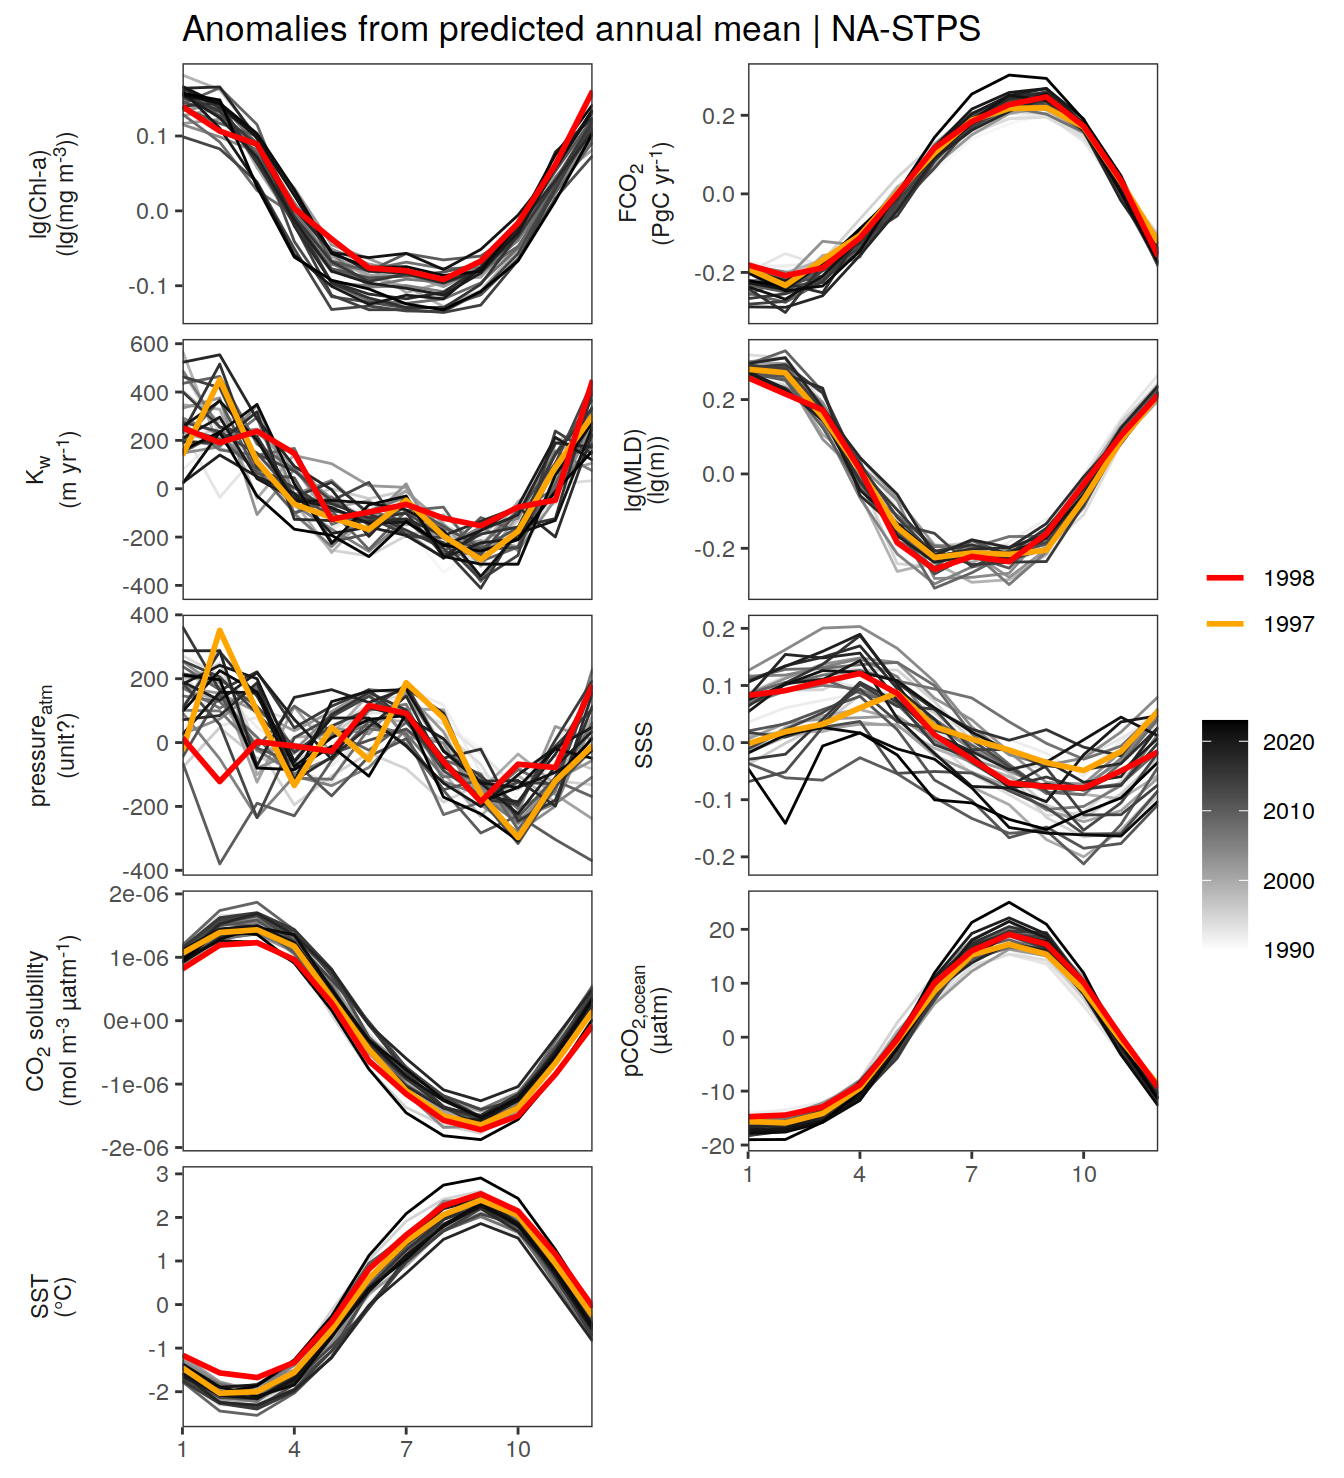 Anomalies from predicted annual mean | NA-STPS
lg(Chl-a)
(lg(mg m⁻³))
0.1
0.0
-0.1
FCO₂
(PgC yr⁻¹)
0.2
0.0
-0.2
K_w
(m yr⁻¹)
600
400
200
0
-200
-400
lg(MLD)
(lg(m))
0.2
0.0
-0.2
pressure_atm
(unit?)
400
200
0
-200
-400
SSS
0.2
0.1
0.0
-0.1
-0.2
CO₂ solubility
(mol m⁻³ µatm⁻¹)
2e-06
1e-06
0e+00
-1e-06
-2e-06
pCO₂,ocean
(µatm)
20
10
0
-10
-20
1 4 7 10
SST
(°C)
3
2
1
0
-1
-2
1 4 7 10
1998
1997
2020
2010
2000
1990